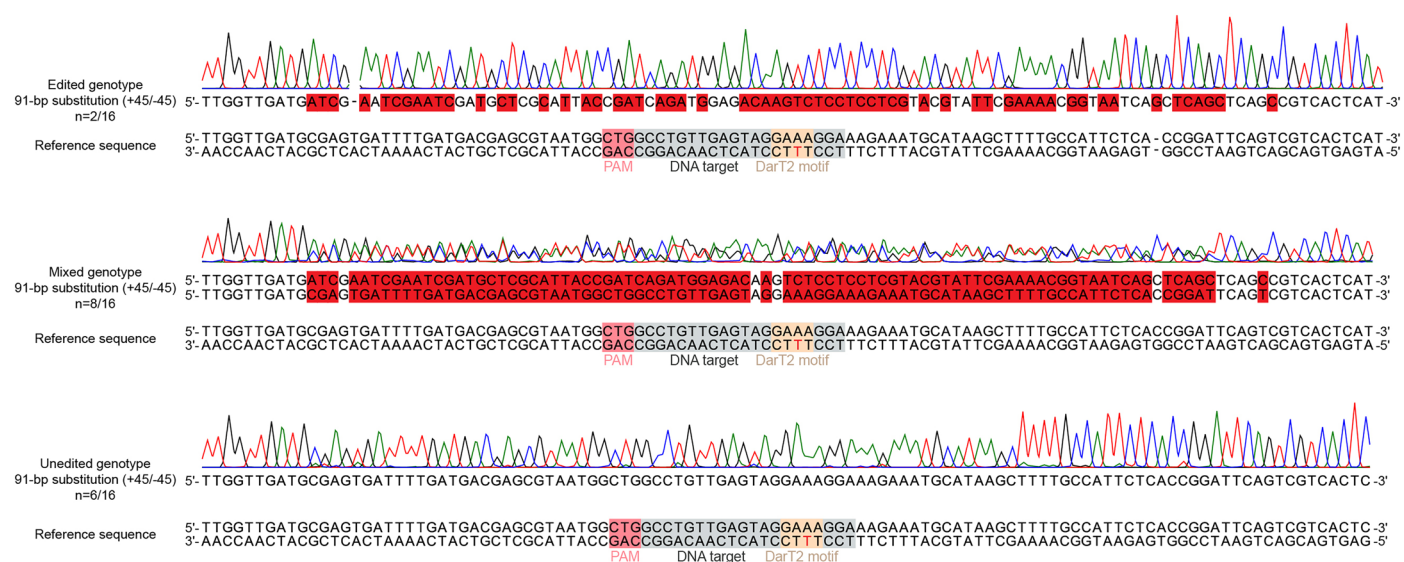 Edited genotype
91-bp substitution (+45/-45)
n=2/16
5'-TTGGTTGATGATCG-AATCGAATCGATGCTCGCATTACCGATCAGATGGAGACAAGTCTCCTCCTCGTACGTATTCGAAAACGGTAATCAGCTCAGCTCAGCCGTCACTCAT-3'
Reference sequence
5'-TTGGTTGATGCGAGTGATTTTGATGACGAGCGTAATGGCTGGCCTGTTGAGTAGGAAAGGAAAGAAATGCATAAGCTTTTGCCATTCTCA-CCGGATTCAGTCGTCACTCAT-3'
3'-AACCAACTACGCTCACTAAAACTACTGCTCGCATTACCGACCGGACAACTCATCCTTTCCTTTCTTTACGTATTCGAAAACGGTAAGAGT-GGCCTAAGTCAGCAGTGAGTA-5'
PAM DNA target DarT2 motif
Mixed genotype
91-bp substitution (+45/-45)
n=8/16
5'-TTGGTTGATGATCGAATCGAATCGATGCTCGCATTACCGATCAGATGGAGACAAGTCTCCTCCTCGTACGTATTCGAAAACGGTAATCAGCTCAGCTCAGCCGTCACTCAT-3'
5'-TTGGTTGATGCGAGTGATTTTGATGACGAGCGTAATGGCTGGCCTGTTGAGTAGGAAAGGAAAGAAATGCATAAGCTTTTGCCATTCTCACCGGATTCAGTCGTCACTCAT-3'
Reference sequence
5'-TTGGTTGATGCGAGTGATTTTGATGACGAGCGTAATGGCTGGCCTGTTGAGTAGGAAAGGAAAGAAATGCATAAGCTTTTGCCATTCTCACCGGATTCAGTCGTCACTCAT-3'
3'-AACCAACTACGCTCACTAAAACTACTGCTCGCATTACCGACCGGACAACTCATCCTTTCCTTTCTTTACGTATTCGAAAACGGTAAGAGTGGCCTAAGTCAGCAGTGAGTA-5'
PAM DNA target DarT2 motif
Unedited genotype
91-bp substitution (+45/-45)
n=6/16
5'-TTGGTTGATGCGAGTGATTTTGATGACGAGCGTAATGGCTGGCCTGTTGAGTAGGAAAGGAAAGAAATGCATAAGCTTTTGCCATTCTCACCGGATTCAGTCGTCACTC-3'
Reference sequence
5'-TTGGTTGATGCGAGTGATTTTGATGACGAGCGTAATGGCTGGCCTGTTGAGTAGGAAAGGAAAGAAATGCATAAGCTTTTGCCATTCTCACCGGATTCAGTCGTCACTC-3'
3'-AACCAACTACGCTCACTAAAACTACTGCTCGCATTACCGACCGGACAACTCATCCTTTCCTTTCTTTACGTATTCGAAAACGGTAAGAGTGGCCTAAGTCAGCAGTGAG-5'
PAM DNA target DarT2 motif